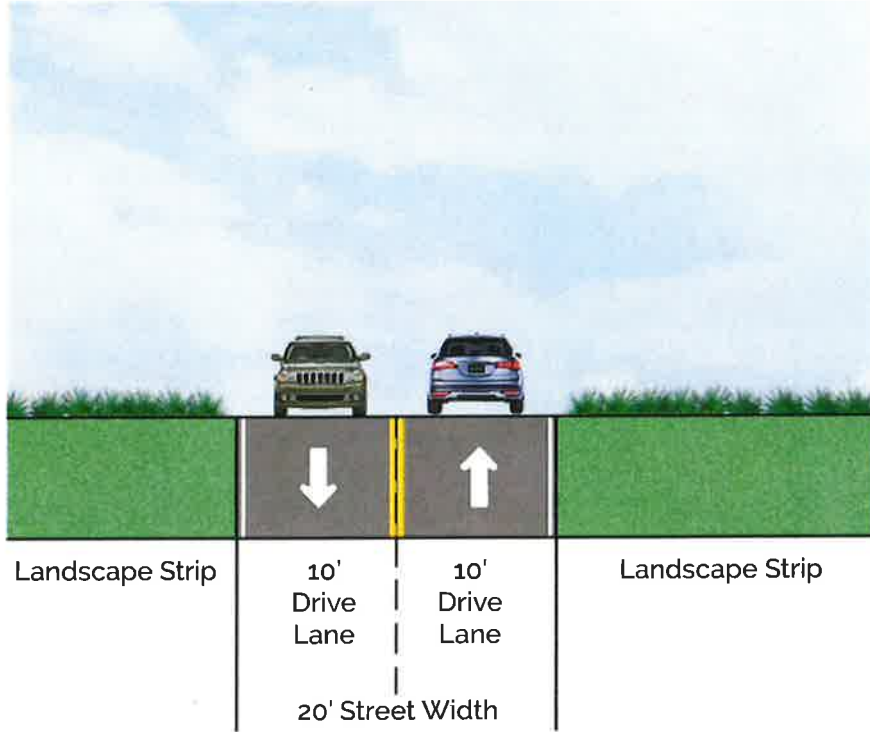 Landscape Strip
10'
Drive
Lane
10'
Drive
Lane
Landscape Strip
20' Street Width